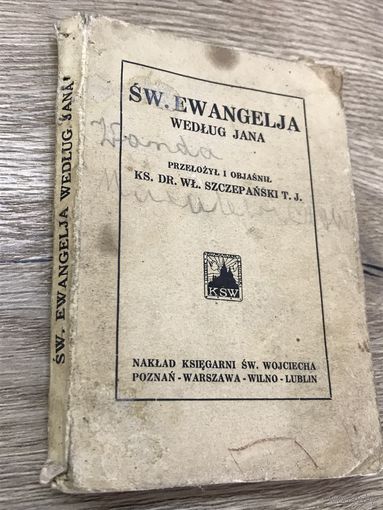 ŚW. EWANGELJA WEDŁUG JANA
ŚW. EWANGELJA
WEDŁUG JANA
Wanda
PRZEŁOŻYŁ I OBJAŚNIŁ
KS. DR. WŁ. SZCZEPAŃSKI T. J.
KSW
NAKŁAD KSIĘGARNI ŚW. WOJCIECHA
POZNAŃ - WARSZAWA - WILNO - LUBLIN